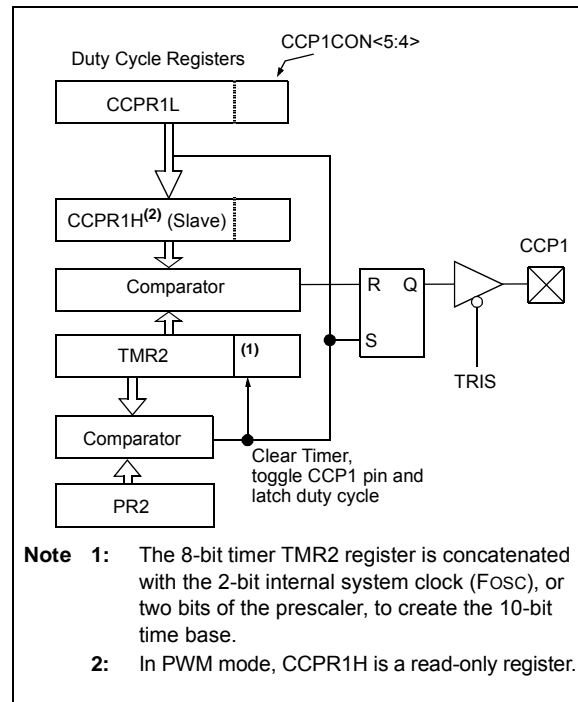 CCP1CON<5:4>
Duty Cycle Registers
CCPR1L
CCPR1H(2) (Slave)
CCP1
Comparator
R Q
TMR2 (1)
S
TRIS
Comparator
Clear Timer,
toggle CCP1 pin and
latch duty cycle
PR2
Note 1: The 8-bit timer TMR2 register is concatenated
with the 2-bit internal system clock (FOSC), or
two bits of the prescaler, to create the 10-bit
time base.
2: In PWM mode, CCPR1H is a read-only register.